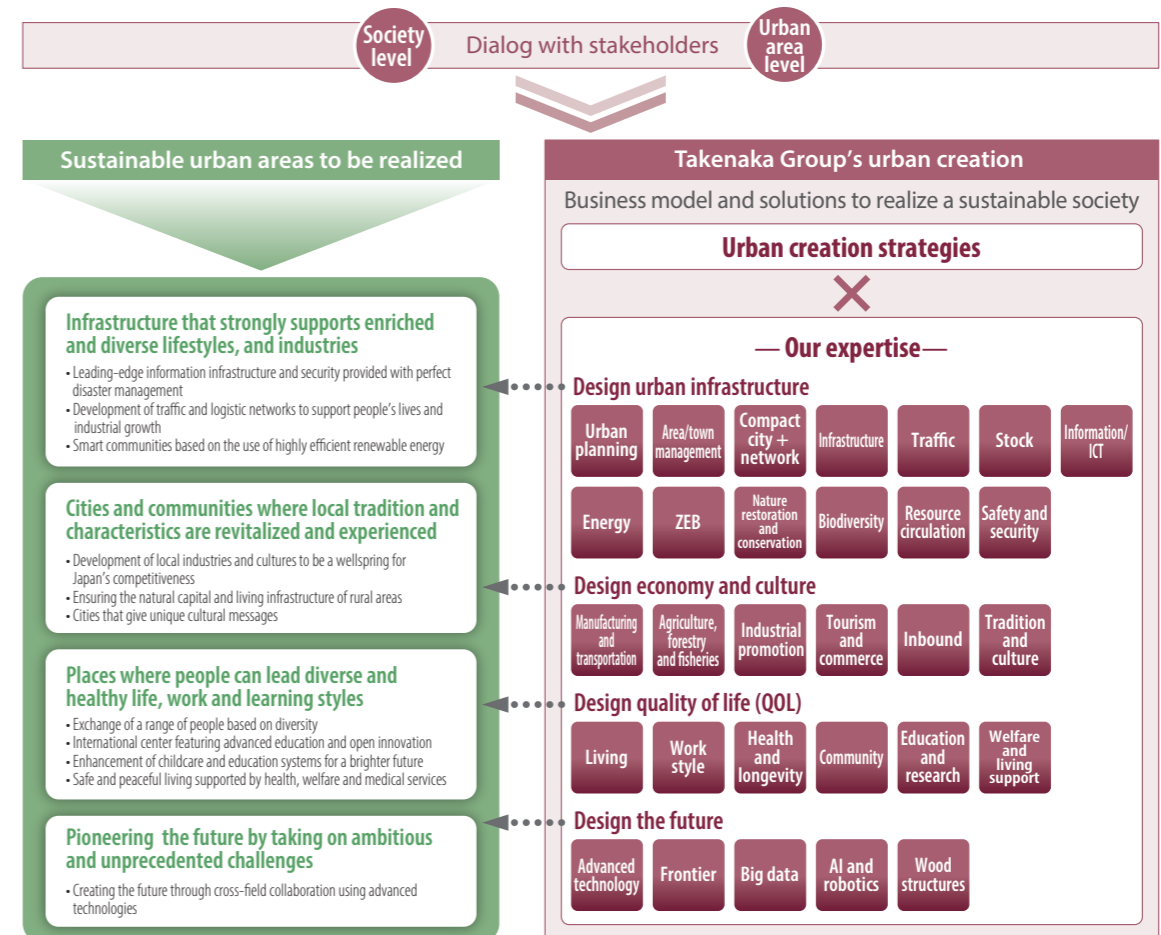 Society
level
Dialog with stakeholders
Urban
area
level
Sustainable urban areas to be realized
Infrastructure that strongly supports enriched
and diverse lifestyles, and industries
• Leading-edge information infrastructure and security provided with perfect
disaster management
• Development of traffic and logistic networks to support people's lives and
industrial growth
• Smart communities based on the use of highly efficient renewable energy
Cities and communities where local tradition and
characteristics are revitalized and experienced
• Development of local industries and cultures to be a wellspring for
Japan's competitiveness
• Ensuring the natural capital and living infrastructure of rural areas
• Cities that give unique cultural messages
Places where people can lead diverse and
healthy life, work and learning styles
• Exchange of a range of people based on diversity
• International center featuring advanced education and open innovation
• Enhancement of childcare and education systems for a brighter future
• Safe and peaceful living supported by health, welfare and medical services
Pioneering the future by taking on ambitious
and unprecedented challenges
• Creating the future through cross-field collaboration using advanced
technologies
Takenaka Group's urban creation
Business model and solutions to realize a sustainable society
Urban creation strategies
×
— Our expertise—
Design urban infrastructure
Urban
planning
Area/town
management
Compact
city +
network
Infrastructure
Traffic
Stock
Information/
ICT
Energy
ZEB
Nature
restoration
and
conservation
Biodiversity
Resource
circulation
Safety and
security
Design economy and culture
Manufacturing
and
transportation
Agriculture,
forestry
and fisheries
Industrial
promotion
Tourism
and
commerce
Inbound
Tradition
and
culture
Design quality of life (QOL)
Living
Work
style
Health
and
longevity
Community
Education
and
research
Welfare
and
living
support
Design the future
Advanced
technology
Frontier
Big data
AI and
robotics
Wood
structures